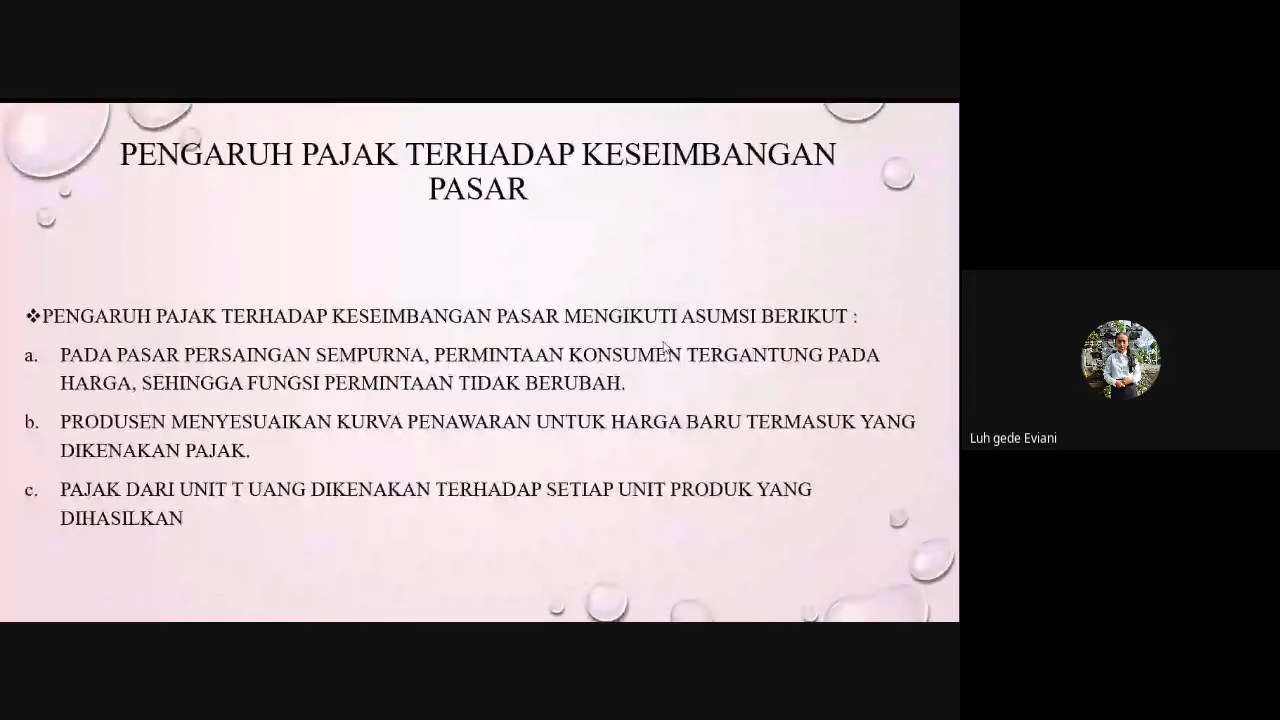 PENGARUH PAJAK TERHADAP KESEIMBANGAN
PASAR
❖PENGARUH PAJAK TERHADAP KESEIMBANGAN PASAR MENGIKUTI ASUMSI BERIKUT :
a. PADA PASAR PERSAINGAN SEMPURNA, PERMINTAAN KONSUMEN TERGANTUNG PADA
HARGA, SEHINGGA FUNGSI PERMINTAAN TIDAK BERUBAH.
b. PRODUSEN MENYESUAIKAN KURVA PENAWARAN UNTUK HARGA BARU TERMASUK YANG
DIKENAKAN PAJAK.
c. PAJAK DARI UNIT T UANG DIKENAKAN TERHADAP SETIAP UNIT PRODUK YANG
DIHASILKAN
Luh gede Eviani